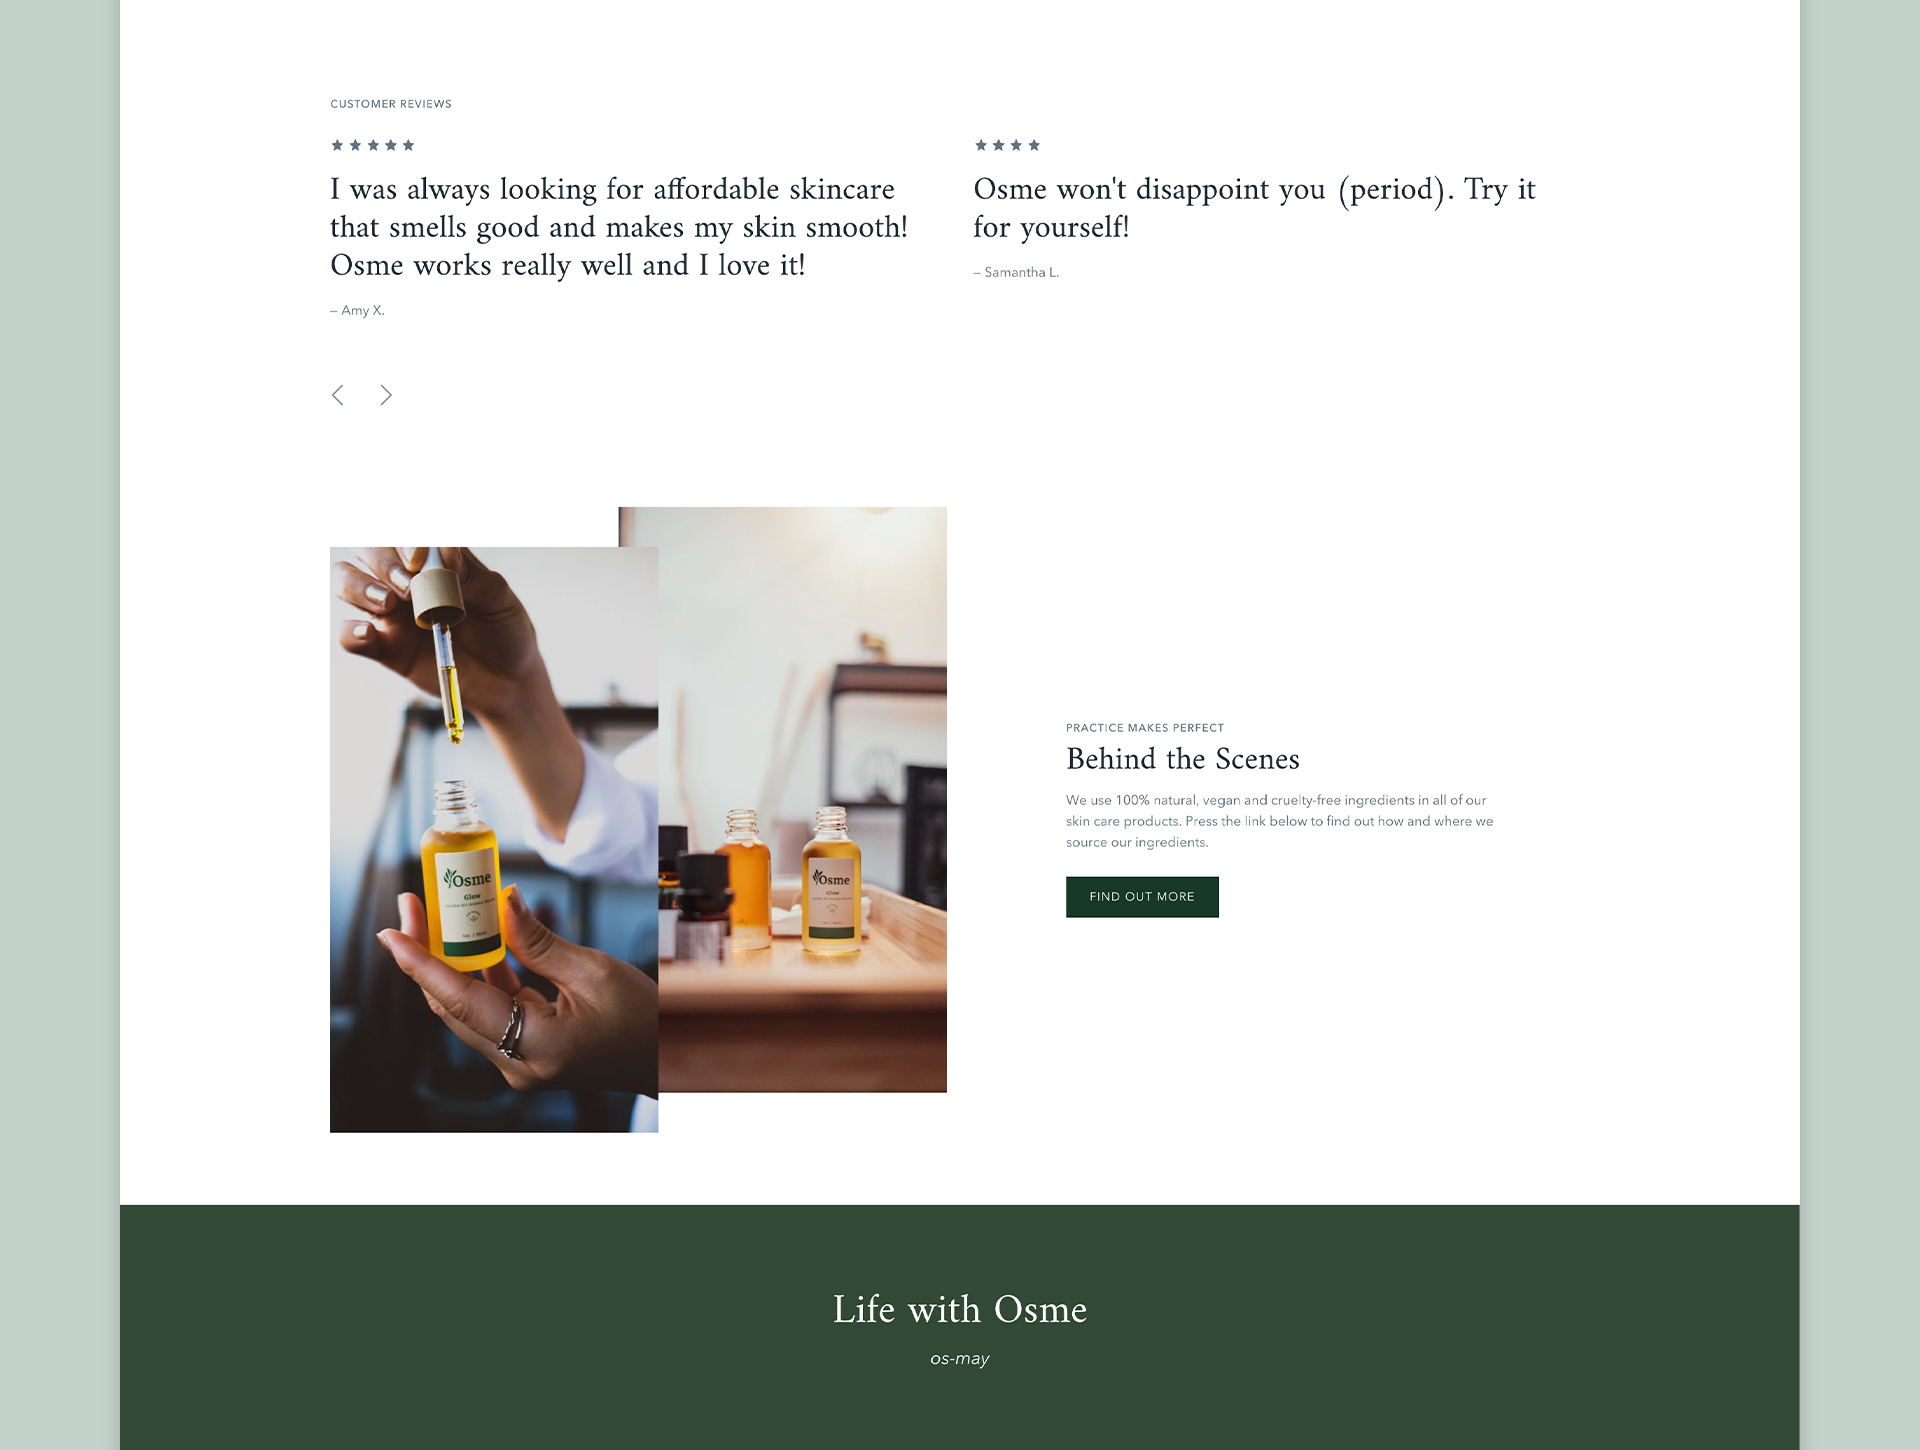 CUSTOMER REVIEWS
I was always looking for affordable skincare
that smells good and makes my skin smooth!
Osme works really well and I love it!
– Amy X.
Osme won't disappoint you (period). Try it
for yourself!
– Samantha L.
Osme
Glow
Osme
Glow
PRACTICE MAKES PERFECT
Behind the Scenes
We use 100% natural, vegan and cruelty-free ingredients in all of our
skin care products. Press the link below to find out how and where we
source our ingredients.
FIND OUT MORE
Life with Osme
os-may